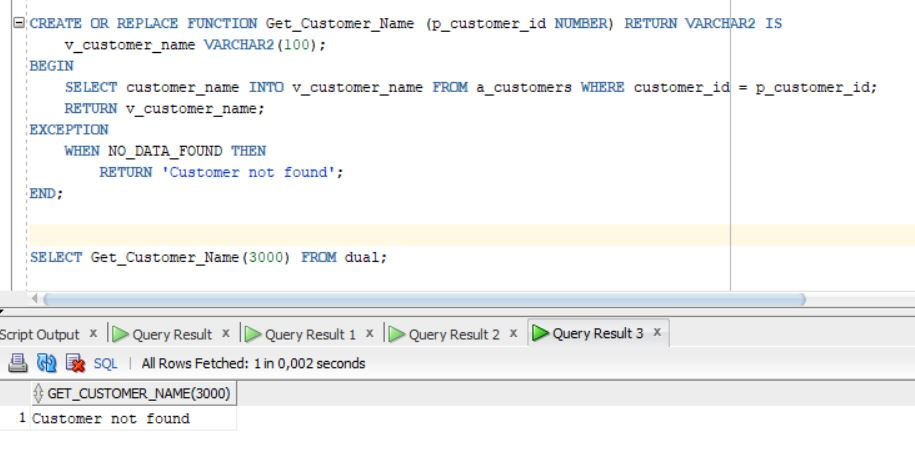 CREATE OR REPLACE FUNCTION Get_Customer_Name (p_customer_id NUMBER) RETURN VARCHAR2 IS
    v_customer_name VARCHAR2(100);
BEGIN
    SELECT customer_name INTO v_customer_name FROM a_customers WHERE customer_id = p_customer_id;
    RETURN v_customer_name;
EXCEPTION
    WHEN NO_DATA_FOUND THEN
        RETURN 'Customer not found';
END;
SELECT Get_Customer_Name(3000) FROM dual;
Script Output x Query Result x Query Result 1 x Query Result 2 x Query Result 3 x
SQL | All Rows Fetched: 1 in 0,002 seconds
GET_CUSTOMER_NAME(3000)
1 Customer not found